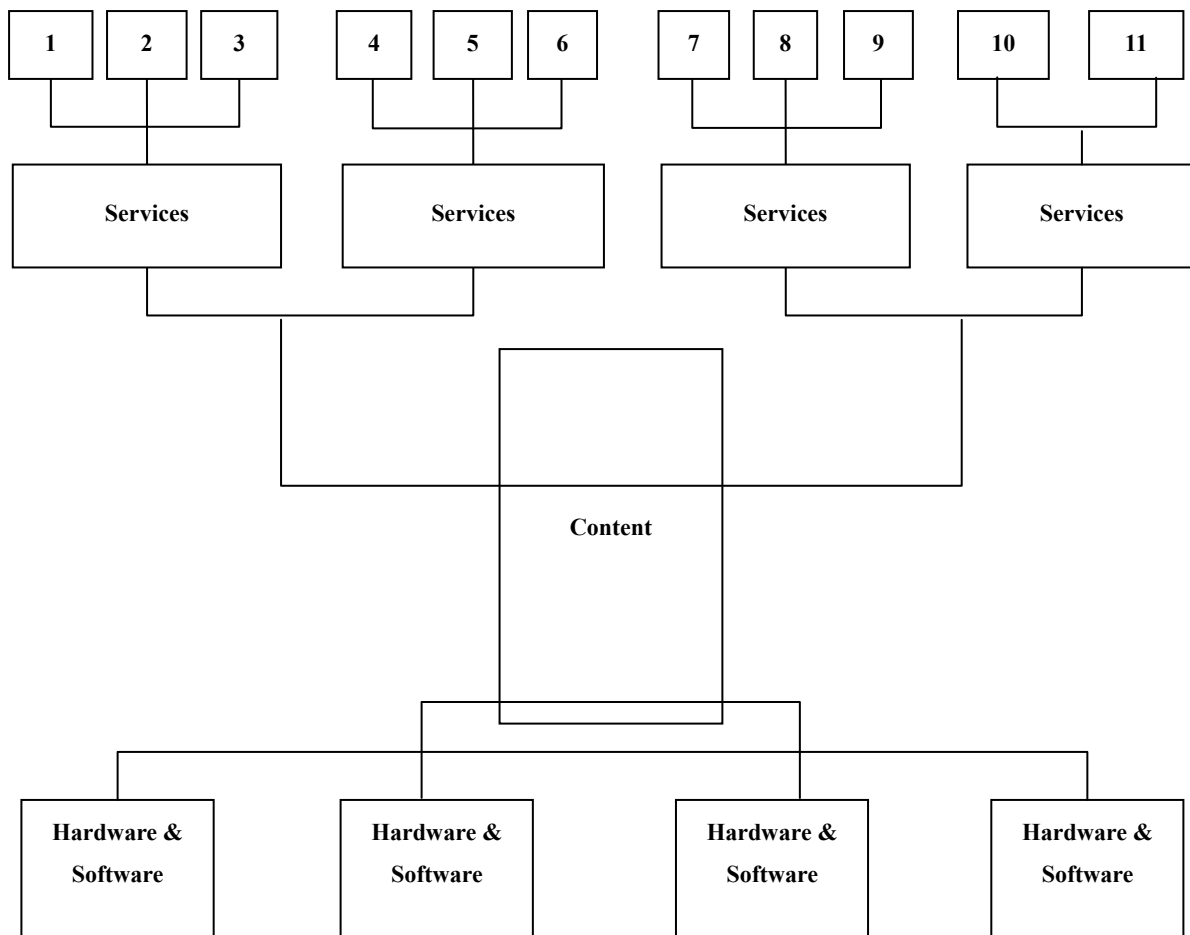 1 2 3 4 5 6 7 8 9 10 11
Services Services Services Services
Content
Hardware & Hardware & Hardware & Hardware &
Software Software Software Software